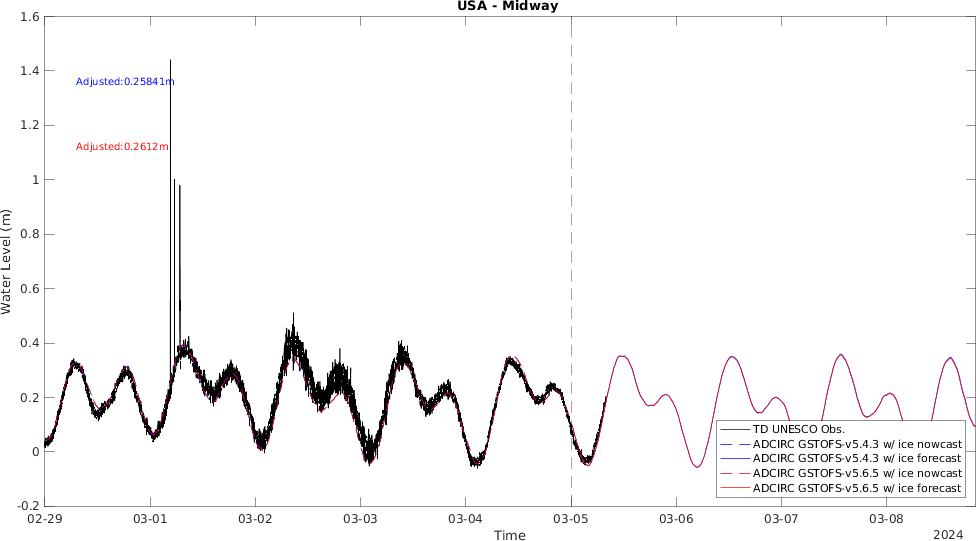 USA - Midway
1.6
1.4
1.2
1
0.8
0.6
0.4
0.2
0
-0.2
Water Level (m)
Adjusted:0.25841m
Adjusted:0.2612m
TD UNESCO Obs.
ADCIRC GSTOFS-v5.4.3 w/ ice nowcast
ADCIRC GSTOFS-v5.4.3 w/ ice forecast
ADCIRC GSTOFS-v5.6.5 w/ ice nowcast
ADCIRC GSTOFS-v5.6.5 w/ ice forecast
02-29 03-01 03-02 03-03 03-04 03-05 03-06 03-07 03-08
Time
2024